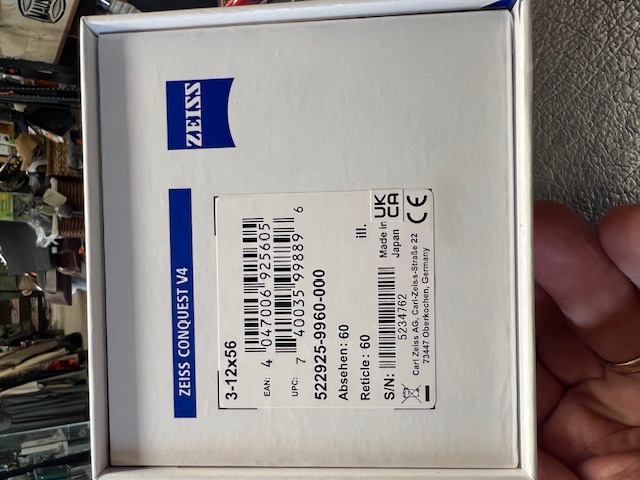 ZEISS
ZEISS CONQUEST V4
3-12x56
EAN: 4 047006 925605
UPC: 7 40035 99889 6
522925-9960-000
Absehen: 60
Reticle: 60 ill.
S/N: 5234762
Made in Japan
UK CA
CE
Carl Zeiss AG, Carl-Zeiss-Straße 22
73447 Oberkochen, Germany